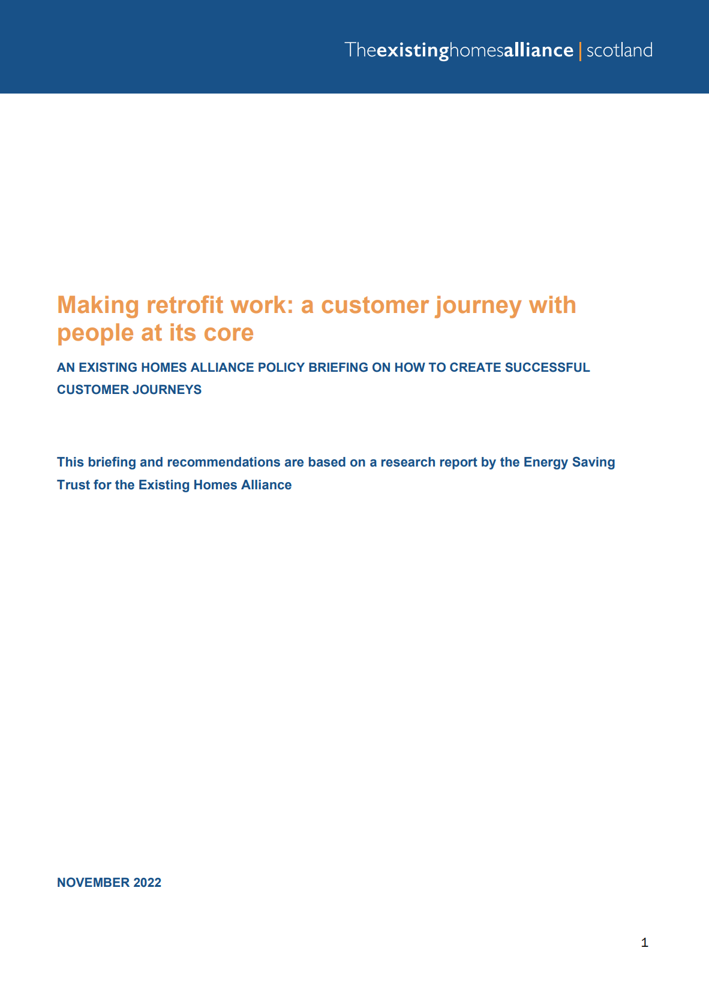 Theexistinghomesalliance | scotland
Making retrofit work: a customer journey with
people at its core
AN EXISTING HOMES ALLIANCE POLICY BRIEFING ON HOW TO CREATE SUCCESSFUL
CUSTOMER JOURNEYS
This briefing and recommendations are based on a research report by the Energy Saving
Trust for the Existing Homes Alliance
NOVEMBER 2022
1